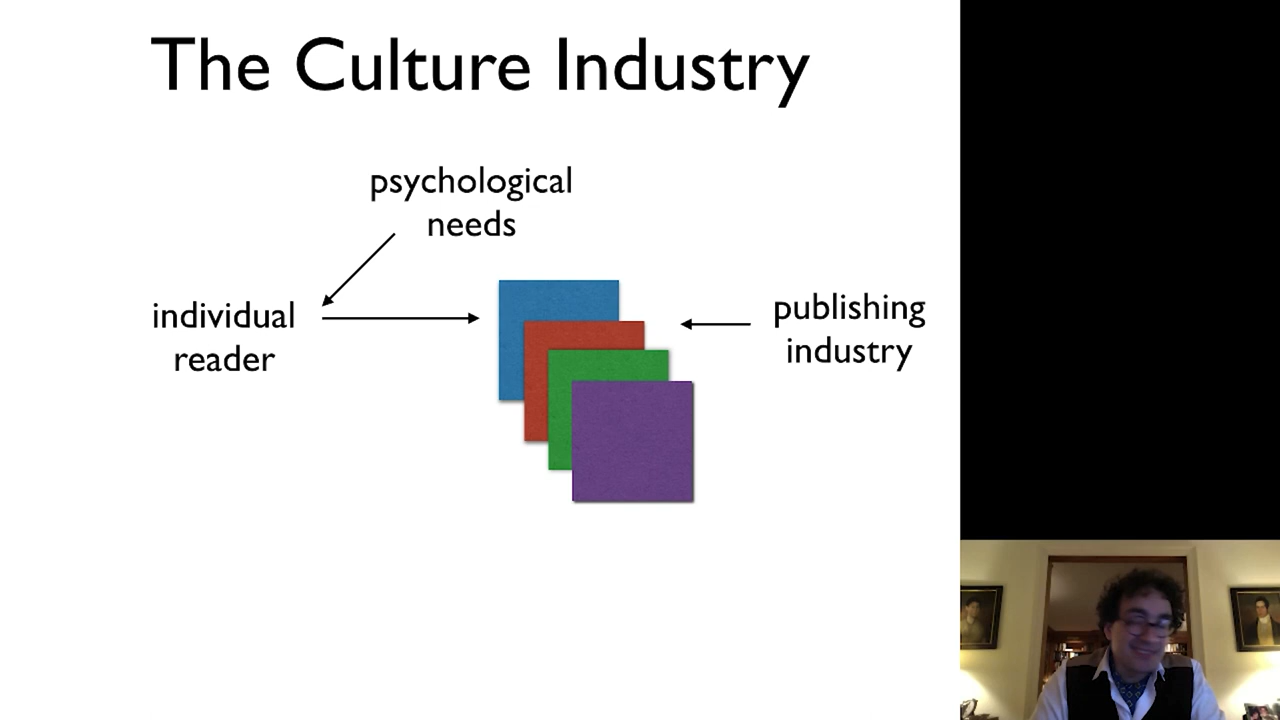 The Culture Industry
psychological
needs
individual
reader
publishing
industry